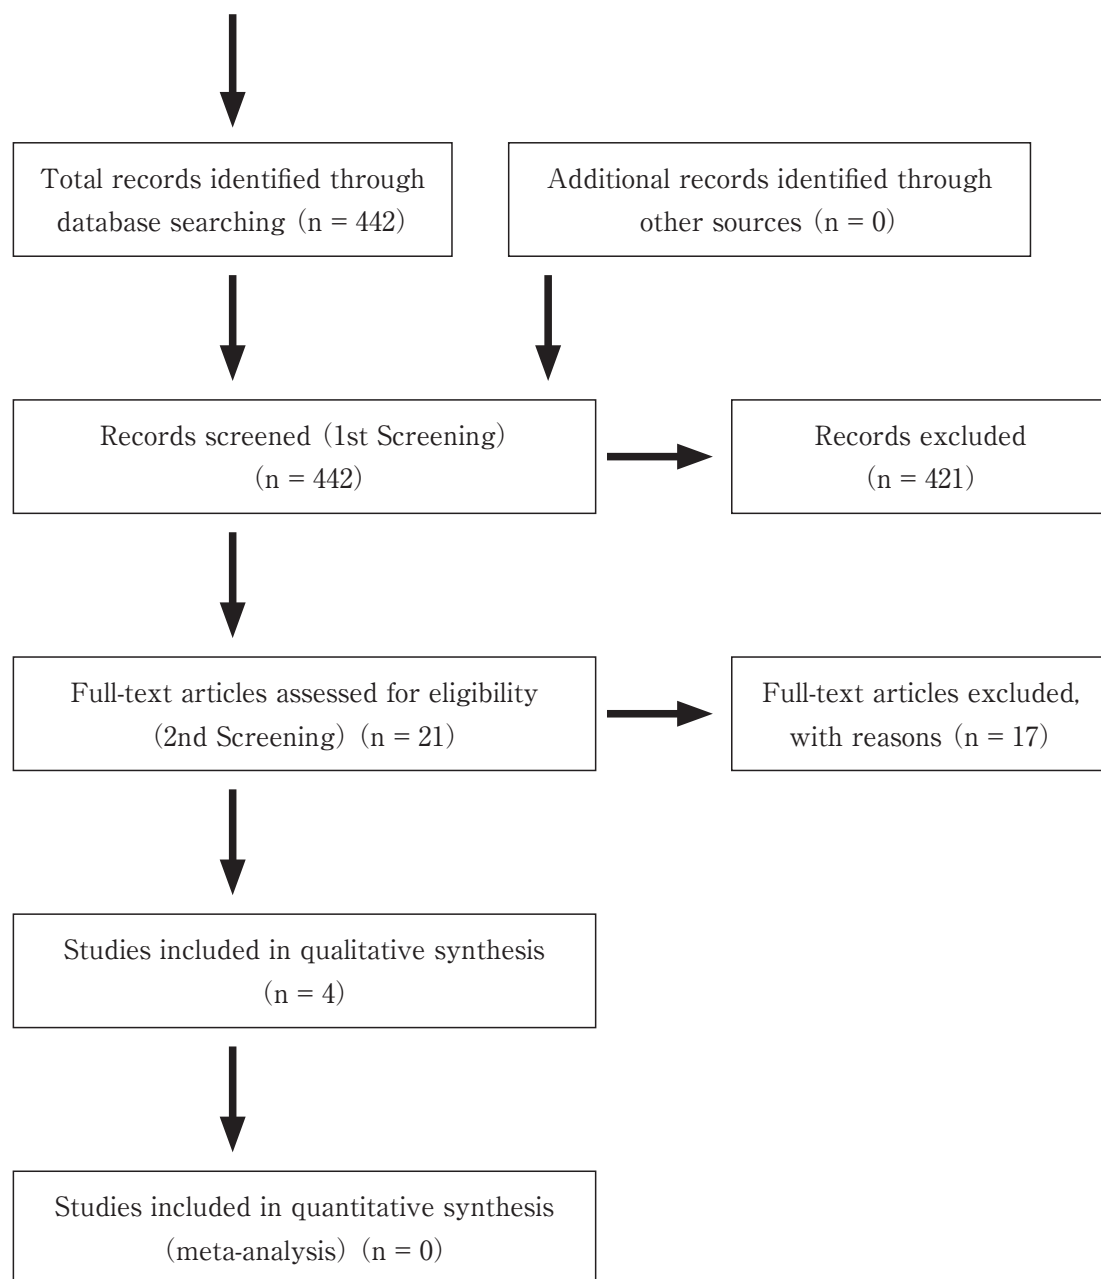 Total records identified through
database searching (n = 442)
Additional records identified through
other sources (n = 0)
Records screened (1st Screening)
(n = 442)
Records excluded
(n = 421)
Full-text articles assessed for eligibility
(2nd Screening) (n = 21)
Full-text articles excluded,
with reasons (n = 17)
Studies included in qualitative synthesis
(n = 4)
Studies included in quantitative synthesis
(meta-analysis) (n = 0)